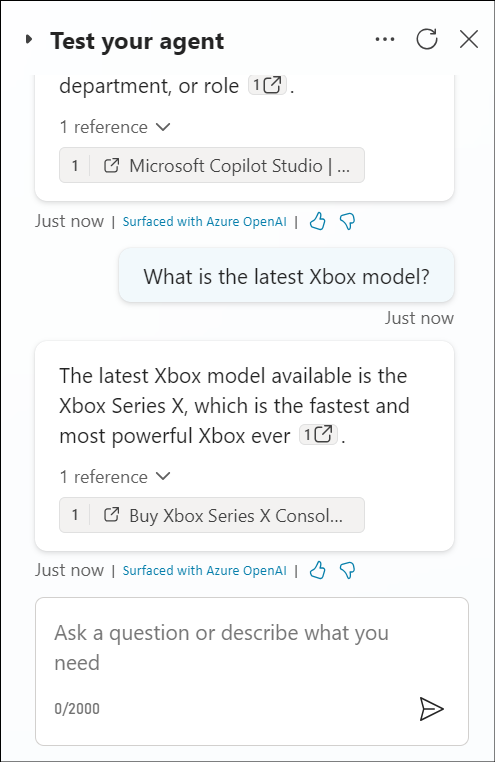 Test your agent
department, or role 1.
1 reference
1 Microsoft Copilot Studio | ...
Just now | Surfaced with Azure OpenAI |
What is the latest Xbox model?
Just now
The latest Xbox model available is the
Xbox Series X, which is the fastest and
most powerful Xbox ever 1.
1 reference
1 Buy Xbox Series X Consol...
Just now | Surfaced with Azure OpenAI |
Ask a question or describe what you
need
0/2000